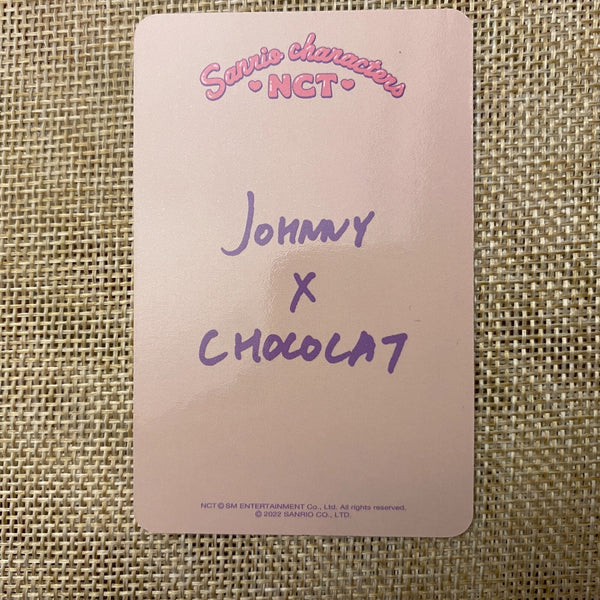 Sanrio characters
NCT
JOHNNY
X
CHOCOCAT
NCT © SM ENTERTAINMENT Co., Ltd. All rights reserved.
© 2022 SANRIO CO., LTD.